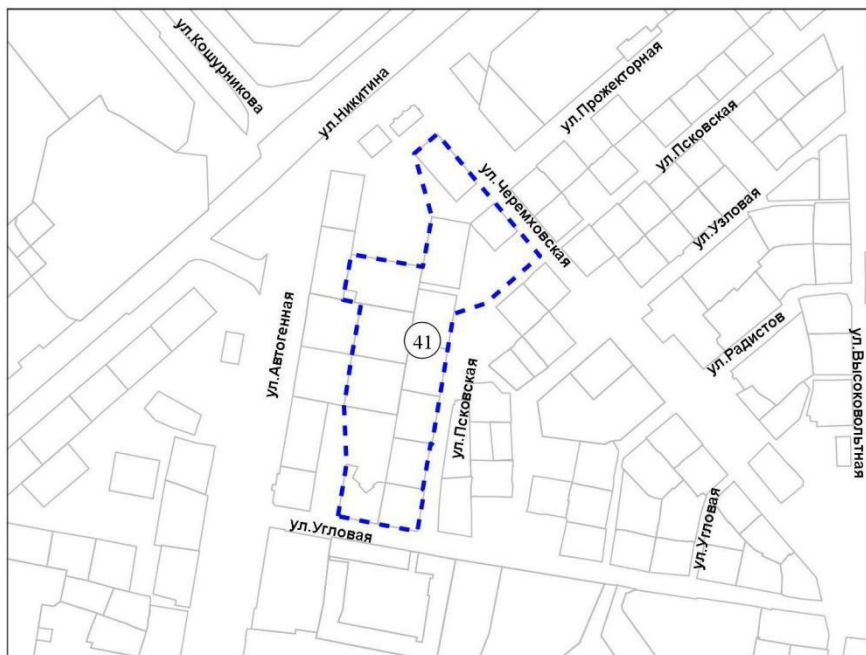 ул.Кошурникова
ул.Никитина
ул.Прожекторная
ул.Псковская
ул.Черемховская
ул.Узловая
ул.Автогенная
41
ул.Радистов
ул.Высоковольтная
ул.Псковская
ул.Угловая
ул.Угловая